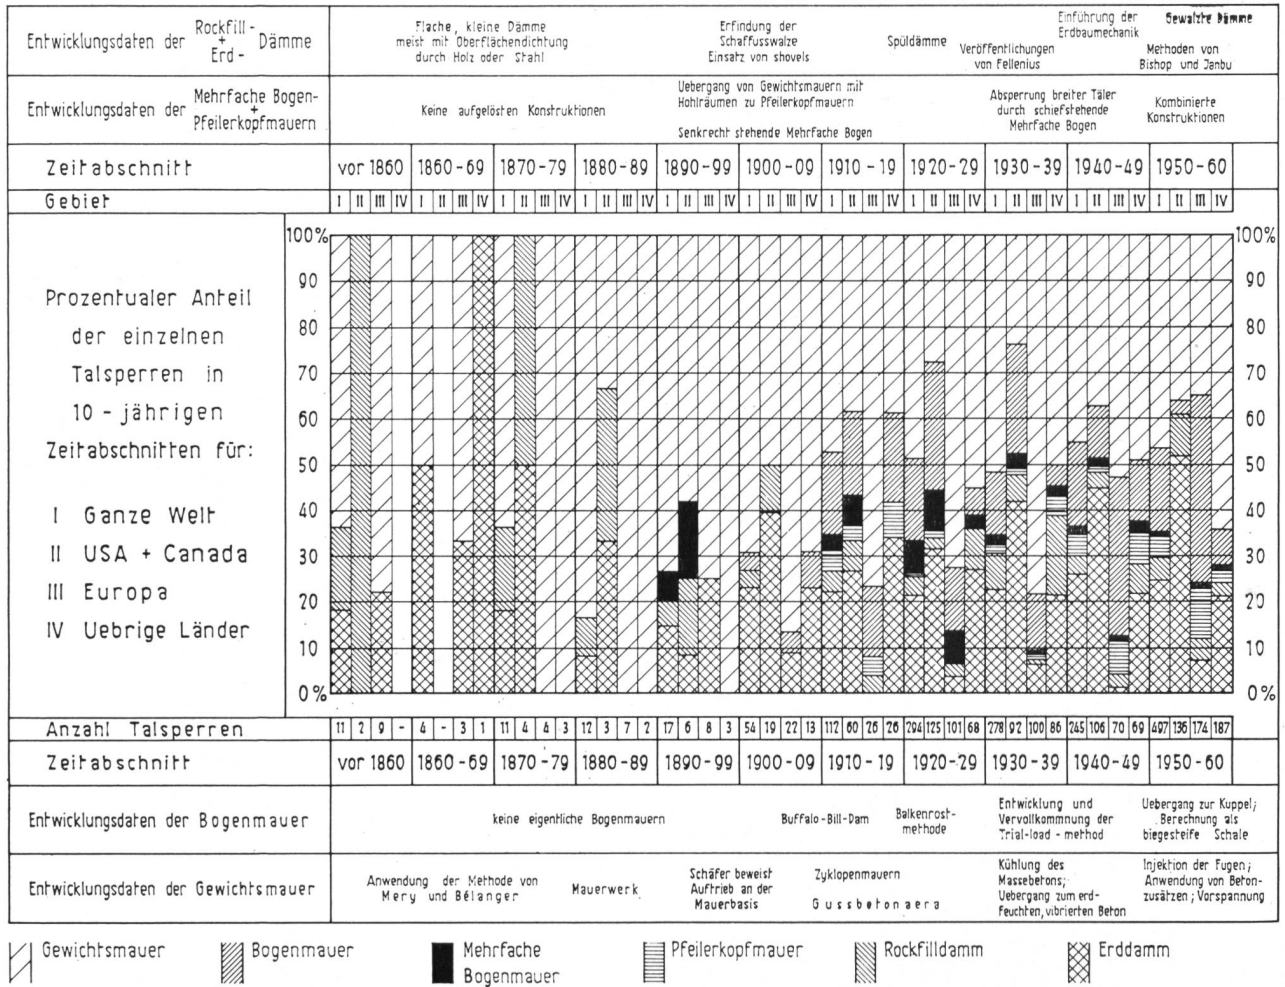 Entwicklungsdaten der Rockfill- + Erd- Dämme
Flache, kleine Dämme
meist mit Oberflächendichtung
durch Holz oder Stahl
Erfindung der
Schaffusswalze
Einsatz von shovels
Spüldämme
Veröffentlichungen
von Fellenius
Einführung der
Erdbaumechanik
Gewalzte Dämme
Methoden von
Bishop und Janbu
Entwicklungsdaten der Mehrfache Bogen- + Pfeilerkopfmauern
Keine aufgelösten Konstruktionen
Uebergang von Gewichtsmauern mit
Hohlräumen zu Pfeilerkopfmauern
Senkrecht stehende Mehrfache Bogen
Absperrung breiter Täler
durch schiefstehende
Mehrfache Bogen
Kombinierte
Konstruktionen
Zeitabschnitt vor 1860 1860-69 1870-79 1880-89 1890-99 1900-09 1910-19 1920-29 1930-39 1940-49 1950-60
Gebiet I II III IV I II III IV I II III IV I II III IV I II III IV I II III IV I II III IV I II III IV I II III IV I II III IV I II III IV
100% 100%
90 90
80 80
70 70
60 60
50 50
40 40
30 30
20 20
10 10
0% 0%
Prozentualer Anteil
der einzelnen
Talsperren in
10-jährigen
Zeitabschnitten für:
I Ganze Welt
II USA + Canada
III Europa
IV Uebrige Länder
Anzahl Talsperren 11 2 9 - 4 - 3 1 11 4 4 3 12 3 7 2 17 6 8 3 54 19 22 13 112 60 26 26 294 125 101 68 278 92 100 86 245 106 70 69 497 136 174 187
Zeitabschnitt vor 1860 1860-69 1870-79 1880-89 1890-99 1900-09 1910-19 1920-29 1930-39 1940-49 1950-60
Entwicklungsdaten der Bogenmauer
keine eigentliche Bogenmauern
Buffalo-Bill-Dam
Balkenrost-
methode
Entwicklung und
Vervollkommnung der
Trial-load-method
Uebergang zur Kuppel;
Berechnung als
biegesteife Schale
Entwicklungsdaten der Gewichtsmauer
Anwendung der Methode von
Mery und Bélanger
Mauerwerk
Schäfer beweist
Auftrieb an der
Mauerbasis
Zyklopenmauern
Gussbetonaera
Kühlung des
Massebetons;
Uebergang zum erd-
feuchten, vibrierten Beton
Injektion der Fugen;
Anwendung von Beton-
zusätzen; Vorspannung
Gewichtsmauer
Bogenmauer
Mehrfache
Bogenmauer
Pfeilerkopfmauer
Rockfilldamm
Erddamm